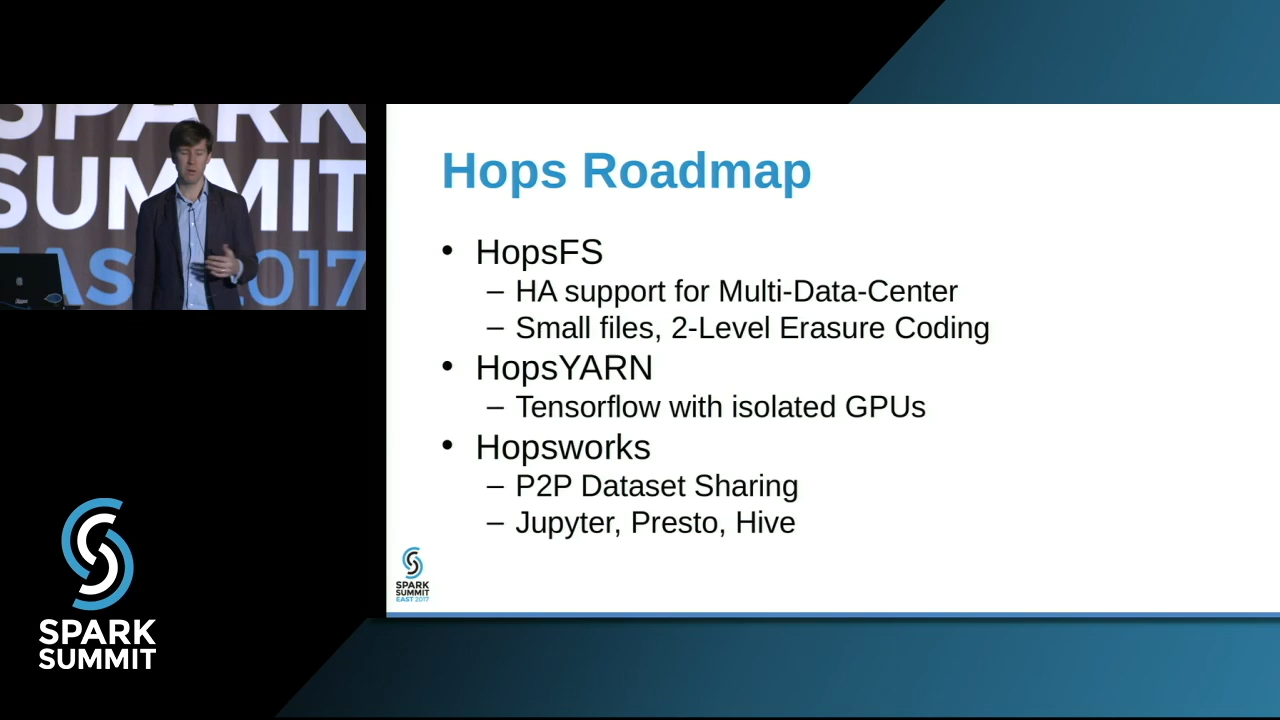 SPARK
SUMMIT
EAST 2017
Hops Roadmap
• HopsFS
– HA support for Multi-Data-Center
– Small files, 2-Level Erasure Coding
• HopsYARN
– Tensorflow with isolated GPUs
• Hopsworks
– P2P Dataset Sharing
– Jupyter, Presto, Hive
SPARK
SUMMIT
EAST 2017
SPARK
SUMMIT